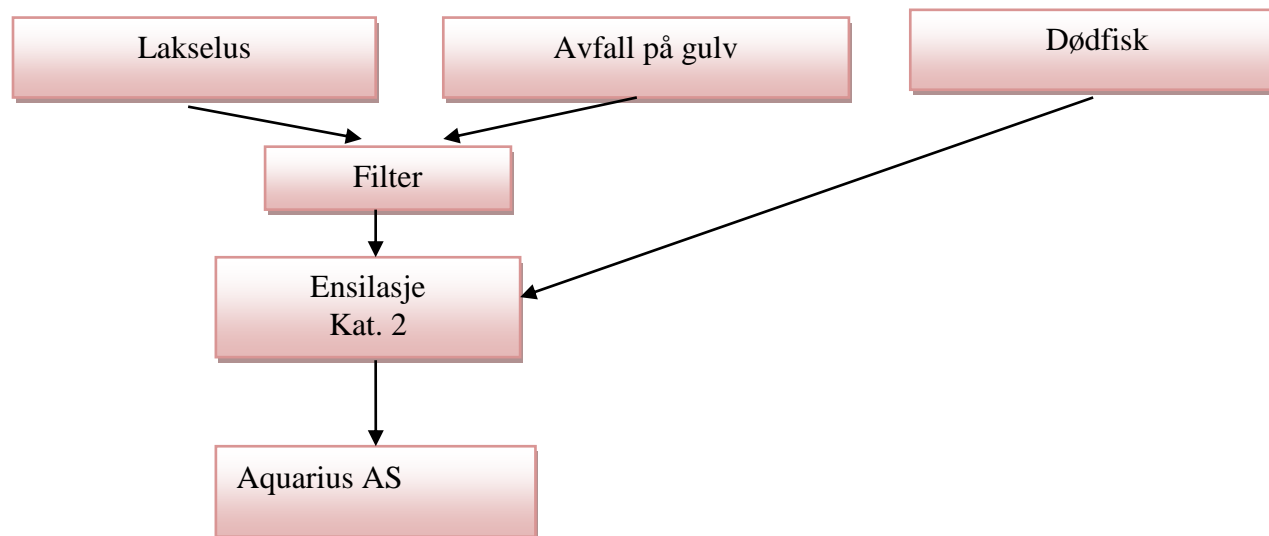 Lakselus
Avfall på gulv
Dødfisk
Filter
Ensilasje
Kat. 2
Aquarius AS